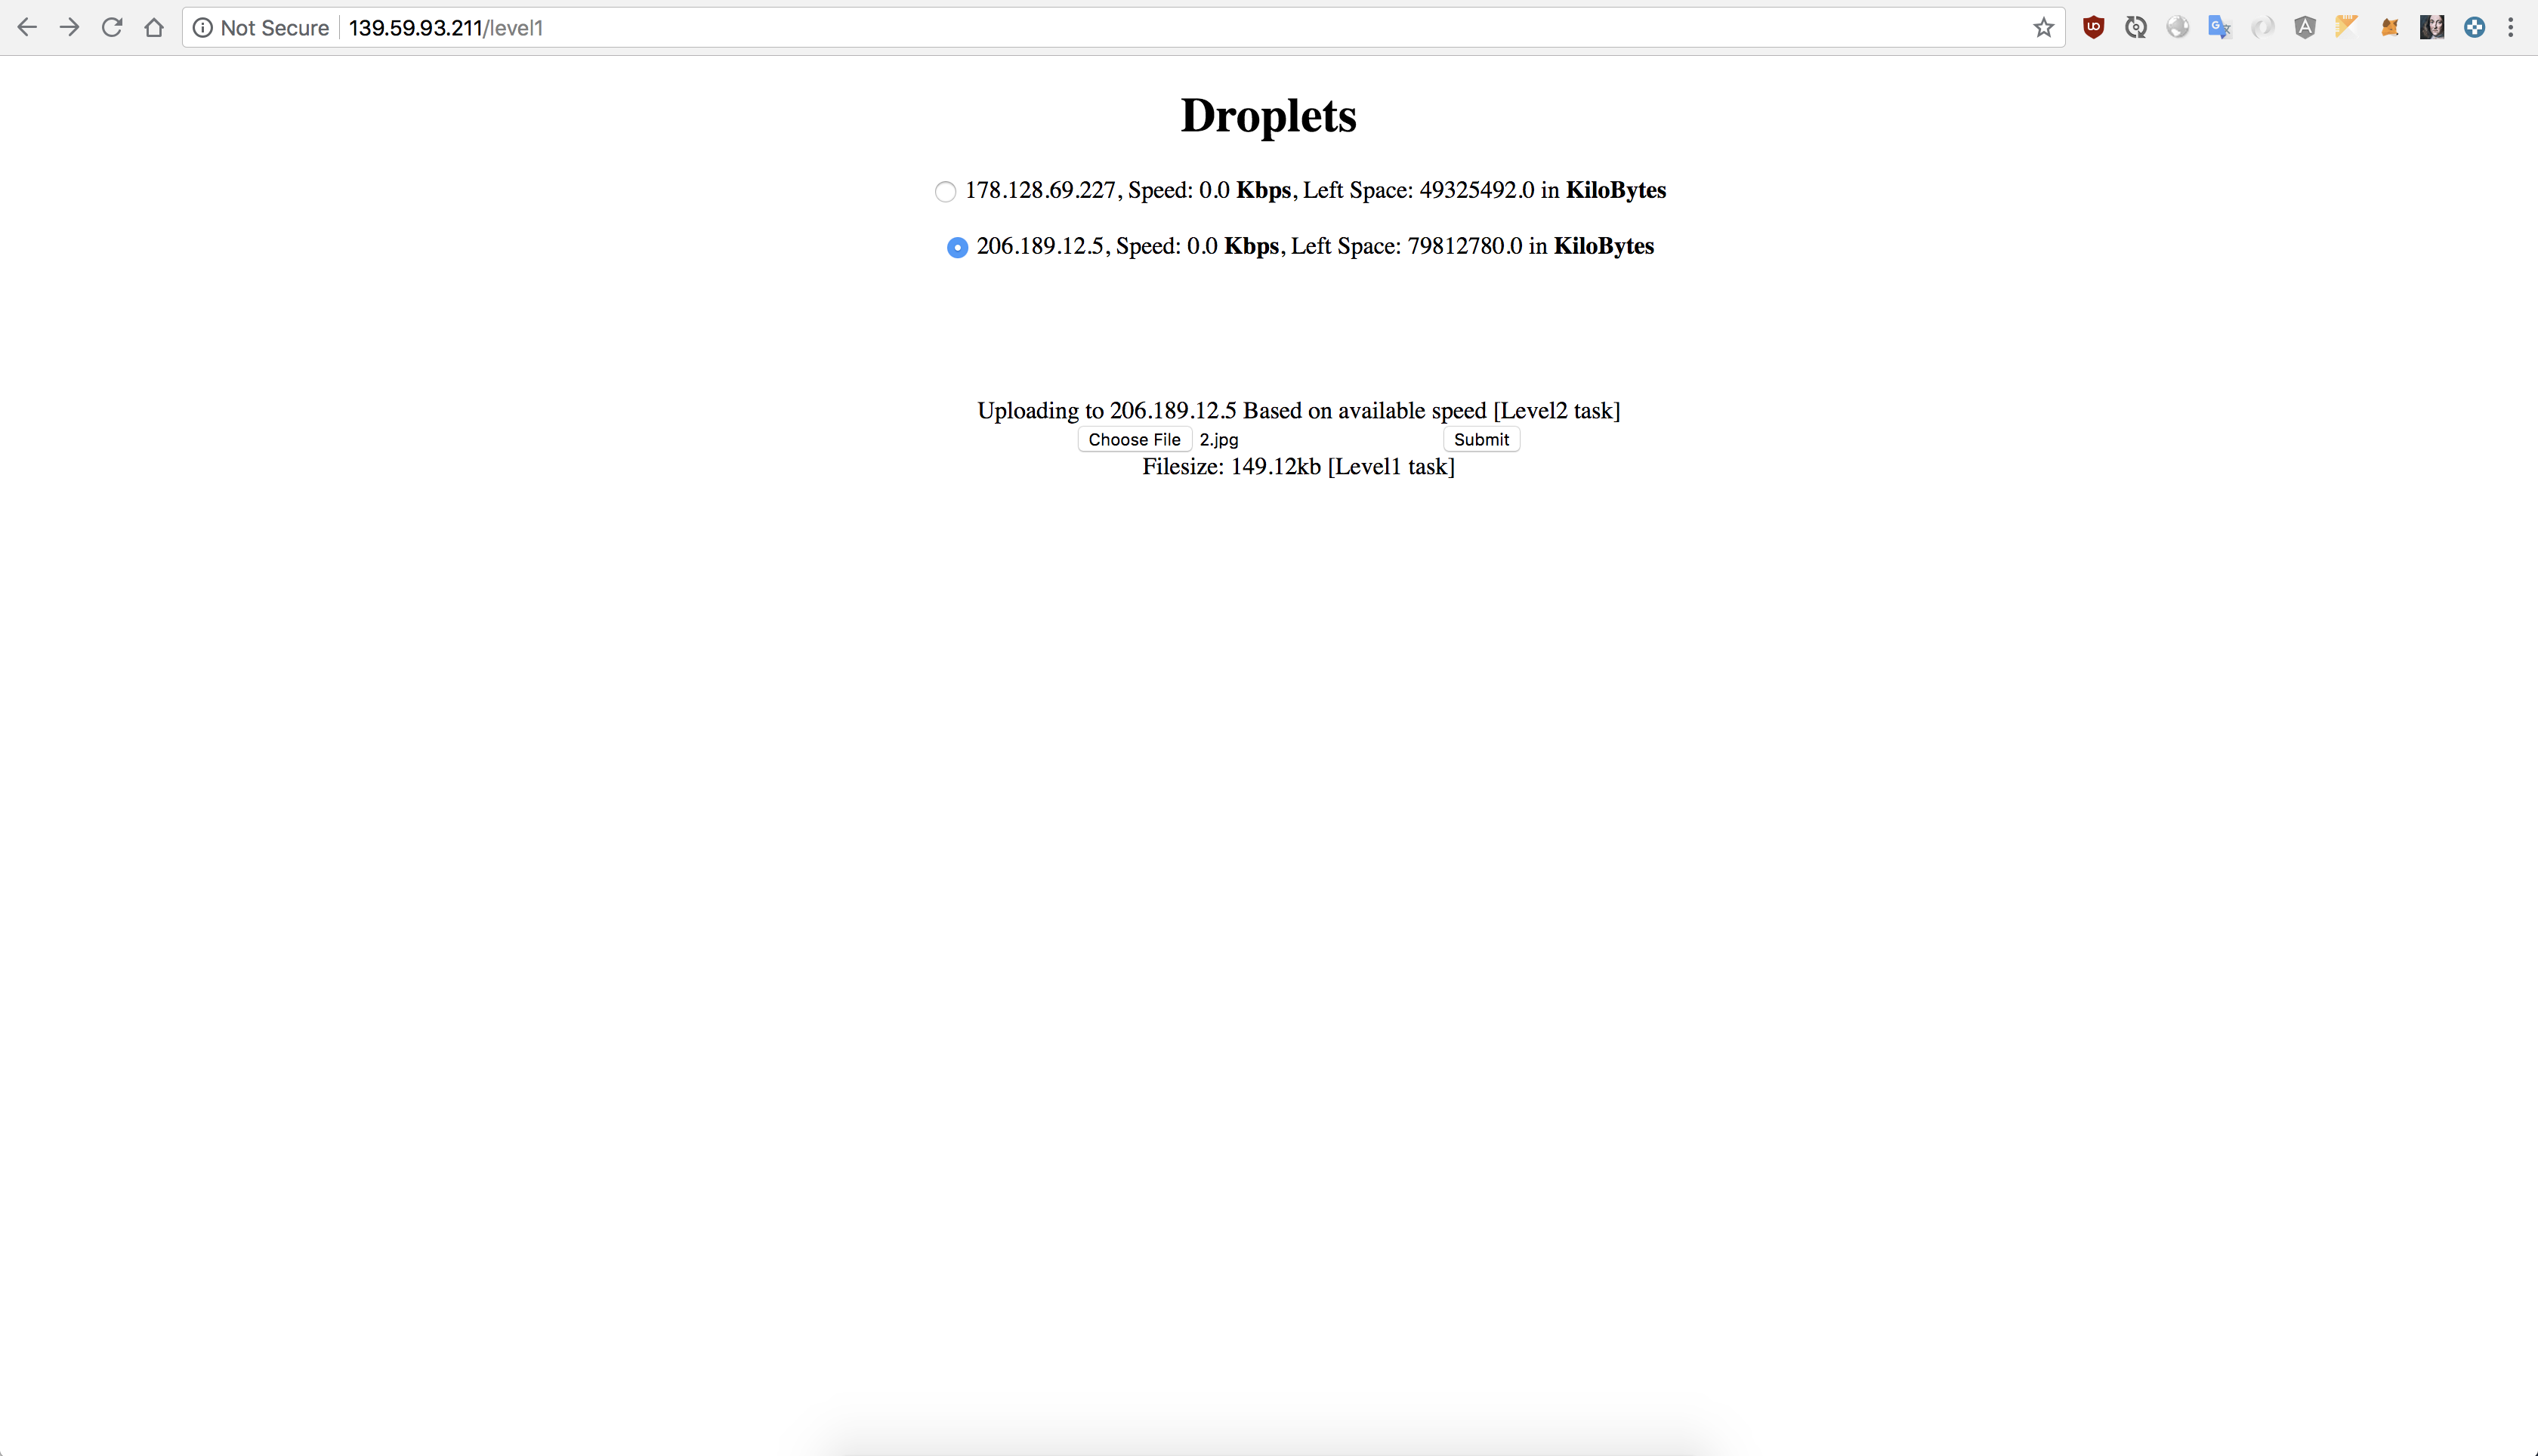 Not Secure 139.59.93.211/level1
Droplets
178.128.69.227, Speed: 0.0 Kbps, Left Space: 49325492.0 in KiloBytes
206.189.12.5, Speed: 0.0 Kbps, Left Space: 79812780.0 in KiloBytes
Uploading to 206.189.12.5 Based on available speed [Level2 task]
Choose File 2.jpg Submit
Filesize: 149.12kb [Level1 task]